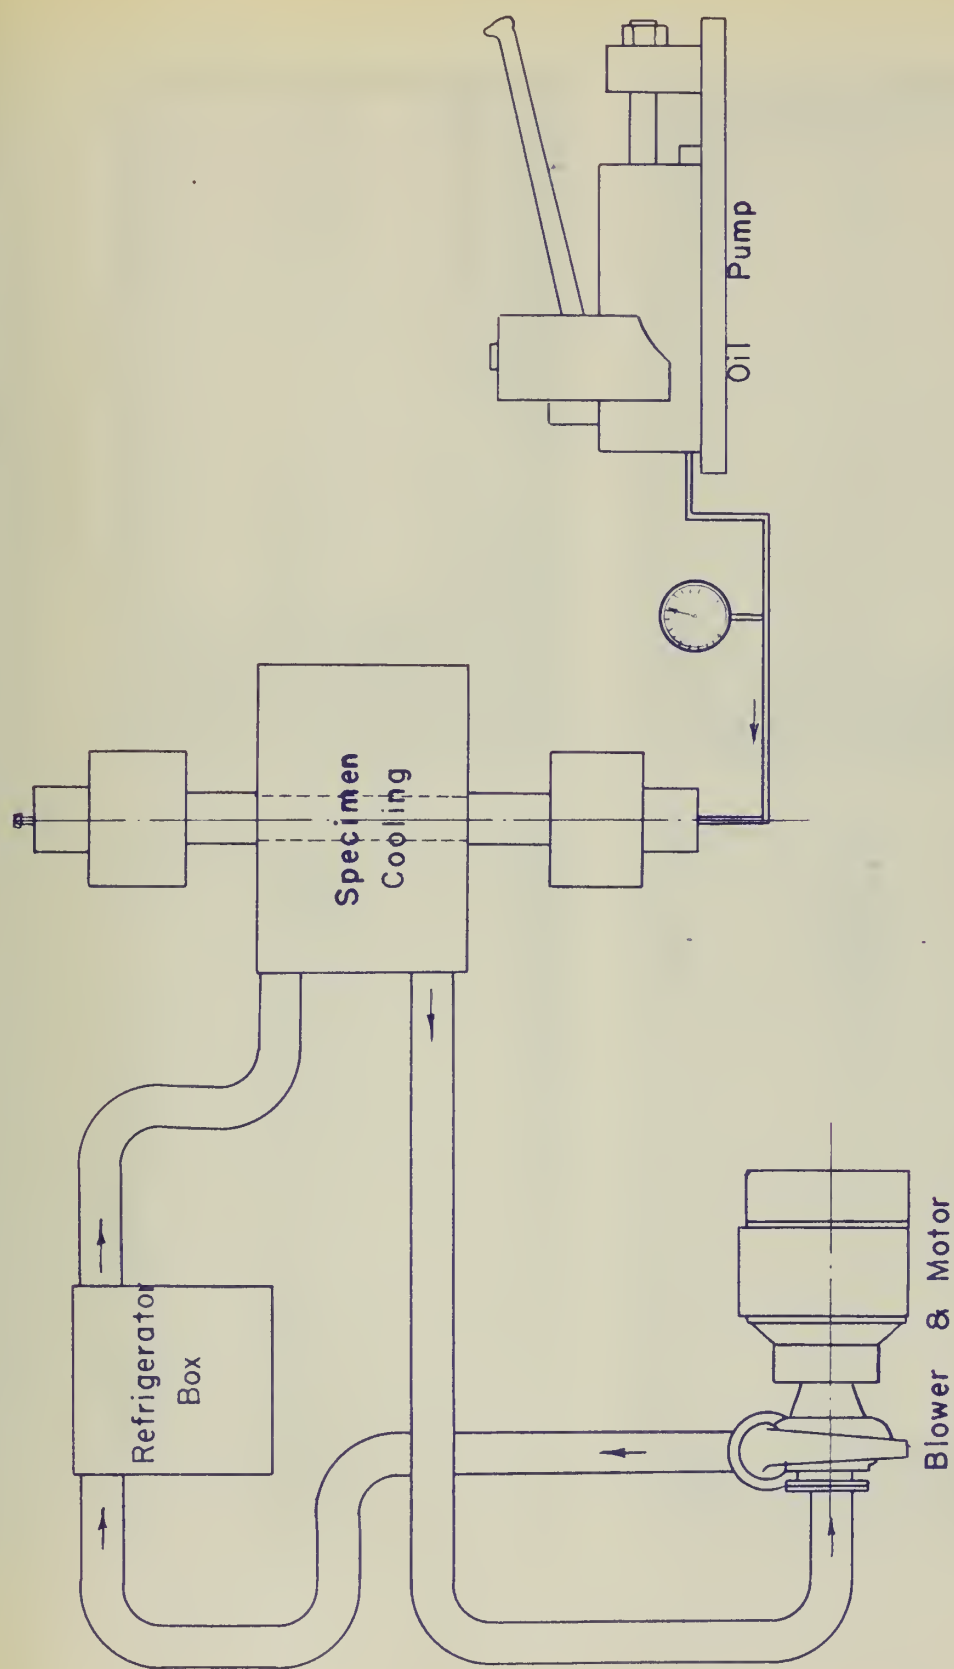 Refrigerator
Box
Specimen
Cooling
Blower & Motor
Oil Pump